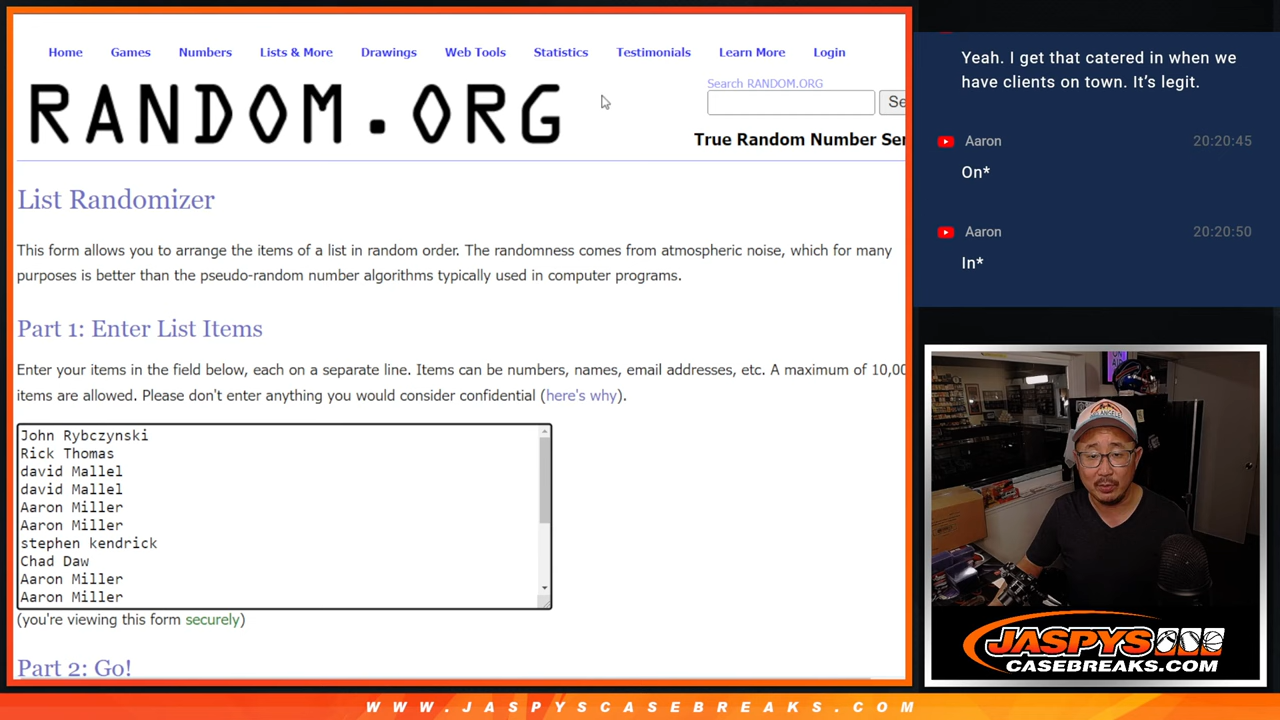 Home Games Numbers Lists & More Drawings Web Tools Statistics Testimonials Learn More Login
RANDOM.ORG
Search RANDOM.ORG
True Random Number
List Randomizer
This form allows you to arrange the items of a list in random order. The randomness comes from atmospheric noise, which for many
purposes is better than the pseudo-random number algorithms typically used in computer programs.
Part 1: Enter List Items
Enter your items in the field below, each on a separate line. Items can be numbers, names, email addresses, etc. A maximum of 10,00
items are allowed. Please don't enter anything you would consider confidential (here's why).
John Rybczynski
Rick Thomas
david Mallel
david Mallel
Aaron Miller
Aaron Miller
stephen kendrick
Chad Daw
Aaron Miller
Aaron Miller
(you're viewing this form securely)
Part 2: Go!
Yeah. I get that catered in when we
have clients on town. It's legit.
Aaron 20:20:45
On*
Aaron 20:20:50
In*
JASPYS
CASEBREAKS.COM
WWW.JASPYSCASEBREAKS.COM